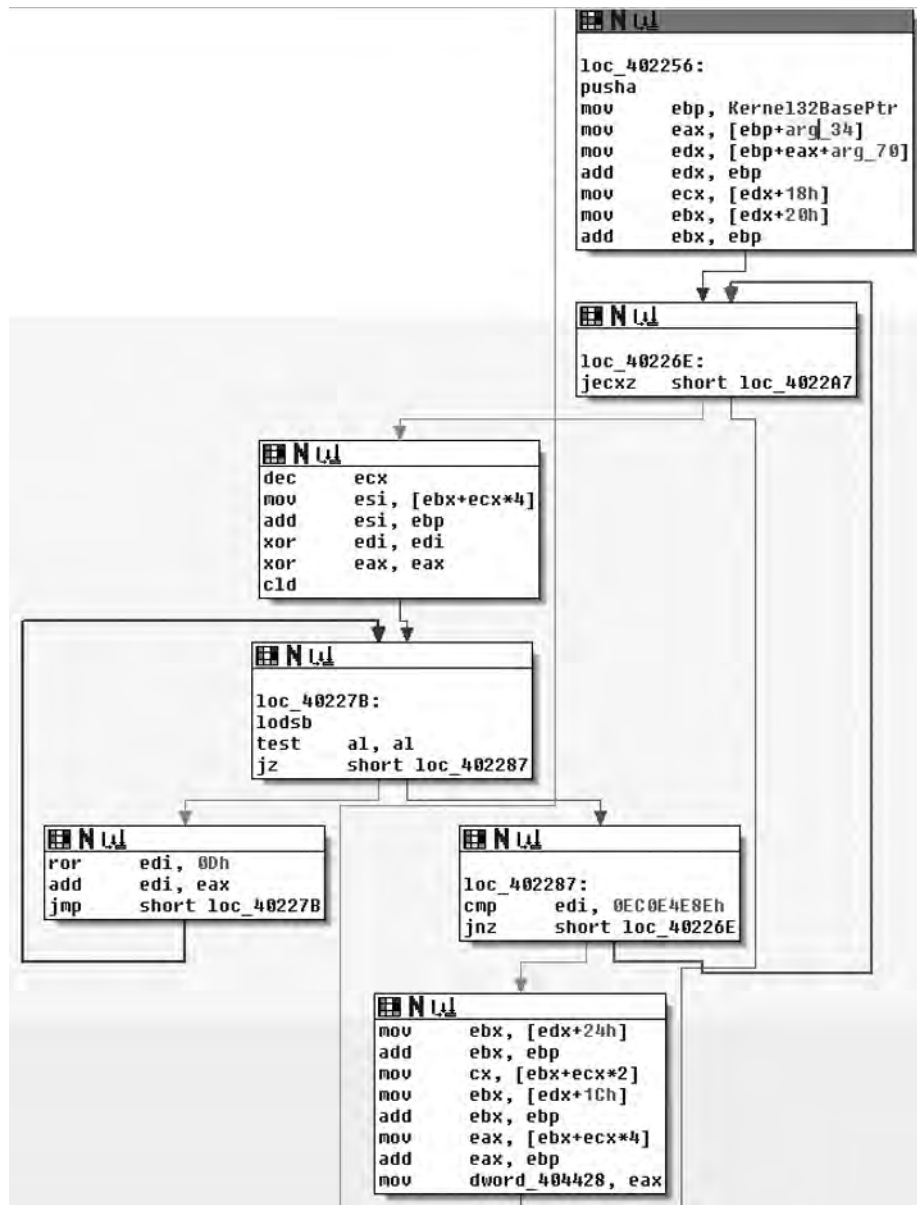 loc_402256:
pusha
mov ebp, Kernel32BasePtr
mov eax, [ebp+arg_34]
mov edx, [ebp+eax+arg_70]
add edx, ebp
mov ecx, [edx+18h]
mov ebx, [edx+20h]
add ebx, ebp
loc_40226E:
jecxz short loc_4022A7
dec ecx
mov esi, [ebx+ecx*4]
add esi, ebp
xor edi, edi
xor eax, eax
cld
loc_40227B:
lodsb
test al, al
jz short loc_402287
ror edi, 0Dh
add edi, eax
jmp short loc_40227B
loc_402287:
cmp edi, 0EC0E4E8Eh
jnz short loc_40226E
mov ebx, [edx+24h]
add ebx, ebp
mov cx, [ebx+ecx*2]
mov ebx, [edx+1Ch]
add ebx, ebp
mov eax, [ebx+ecx*4]
add eax, ebp
mov dword_404428, eax